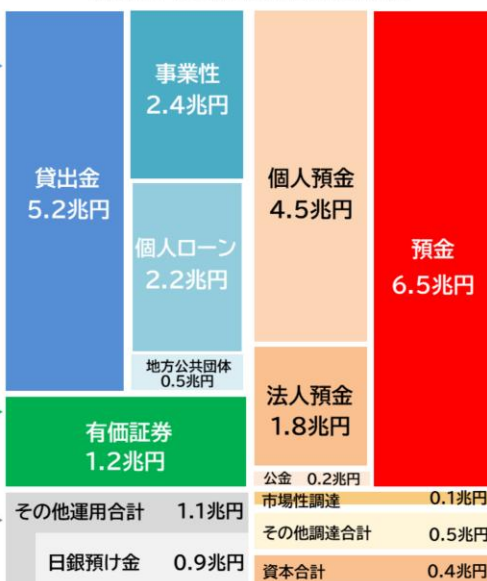 貸出金
5.2兆円
事業性
2.4兆円
個人ローン
2.2兆円
地方公共団体
0.5兆円
有価証券
1.2兆円
その他運用合計 1.1兆円
日銀預け金 0.9兆円
個人預金
4.5兆円
法人預金
1.8兆円
公金 0.2兆円
預金
6.5兆円
市場性調達 0.1兆円
その他調達合計 0.5兆円
資本合計 0.4兆円